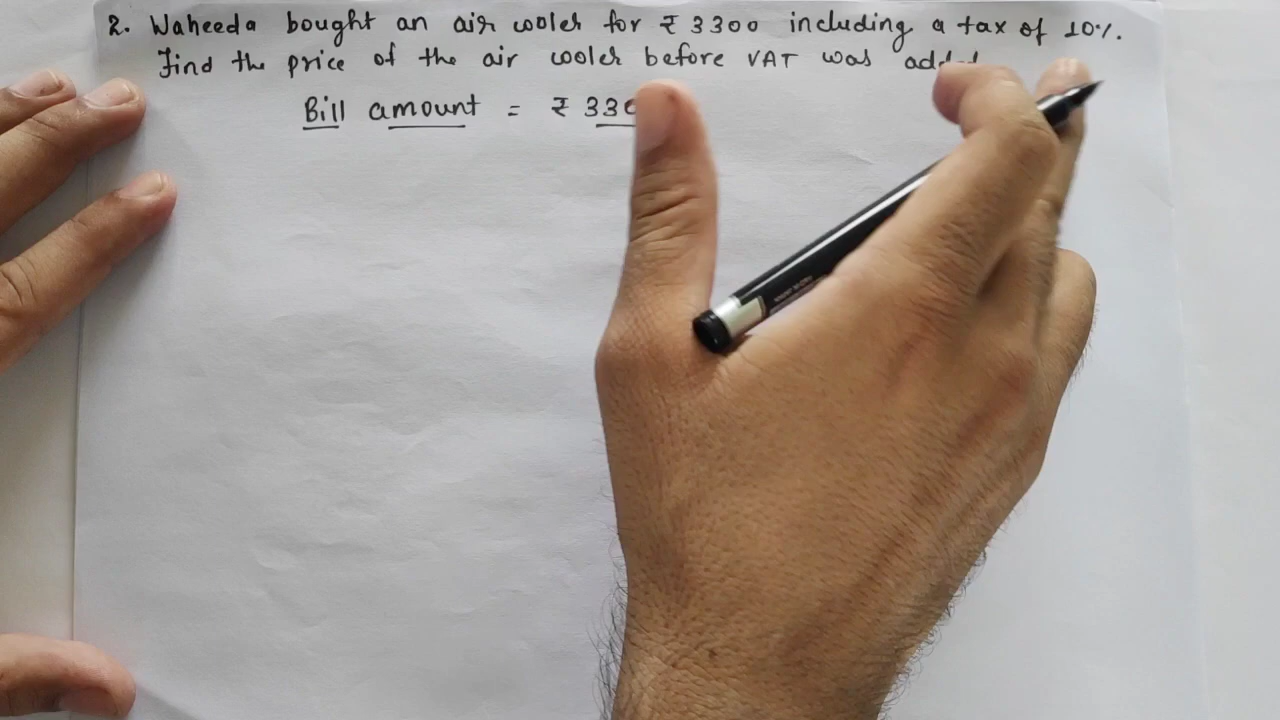 2. Waheeda bought an air cooler for ₹ 3300 including a tax of 10%.
Find the price of the air cooler before VAT was
Bill amount = ₹